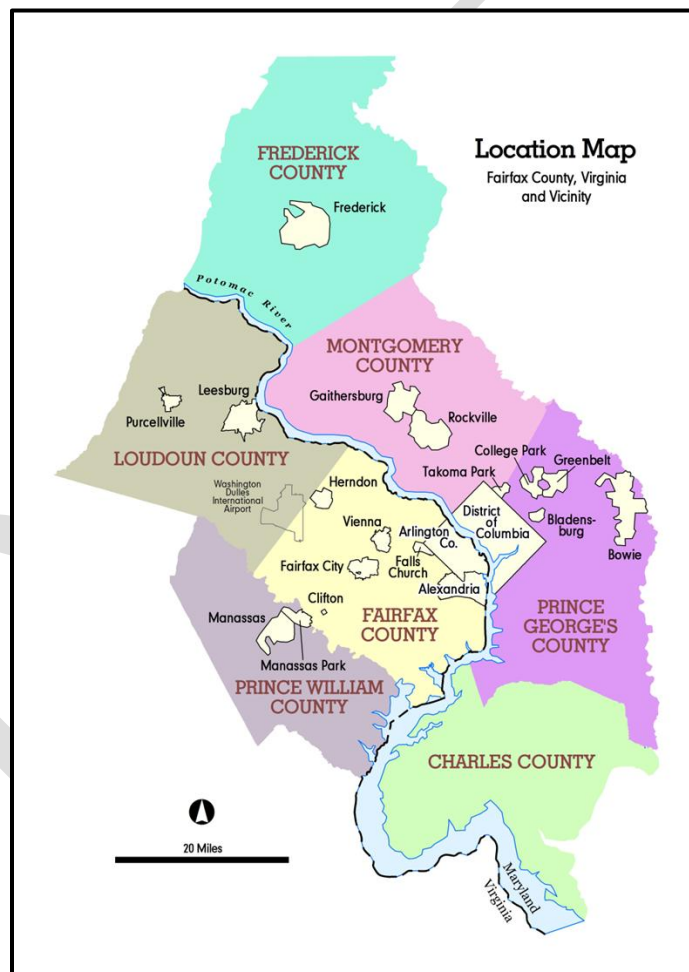 Location Map
Fairfax County, Virginia
and Vicinity
FREDERICK
COUNTY
Frederick
Potomac River
MONTGOMERY
COUNTY
Gaithersburg
Rockville
Leesburg
Purcellville
LOUDOUN COUNTY
Washington
Dulles
International
Airport
Herndon
Vienna
Fairfax City
Clifton
Falls
Church
Arlington
Co.
Alexandria
FAIRFAX
COUNTY
Takoma Park
College Park
Greenbelt
District
of
Columbia
Bladens-
burg
Bowie
PRINCE
GEORGE'S
COUNTY
Manassas
Manassas Park
PRINCE WILLIAM
COUNTY
CHARLES COUNTY
20 Miles
Maryland
Virginia